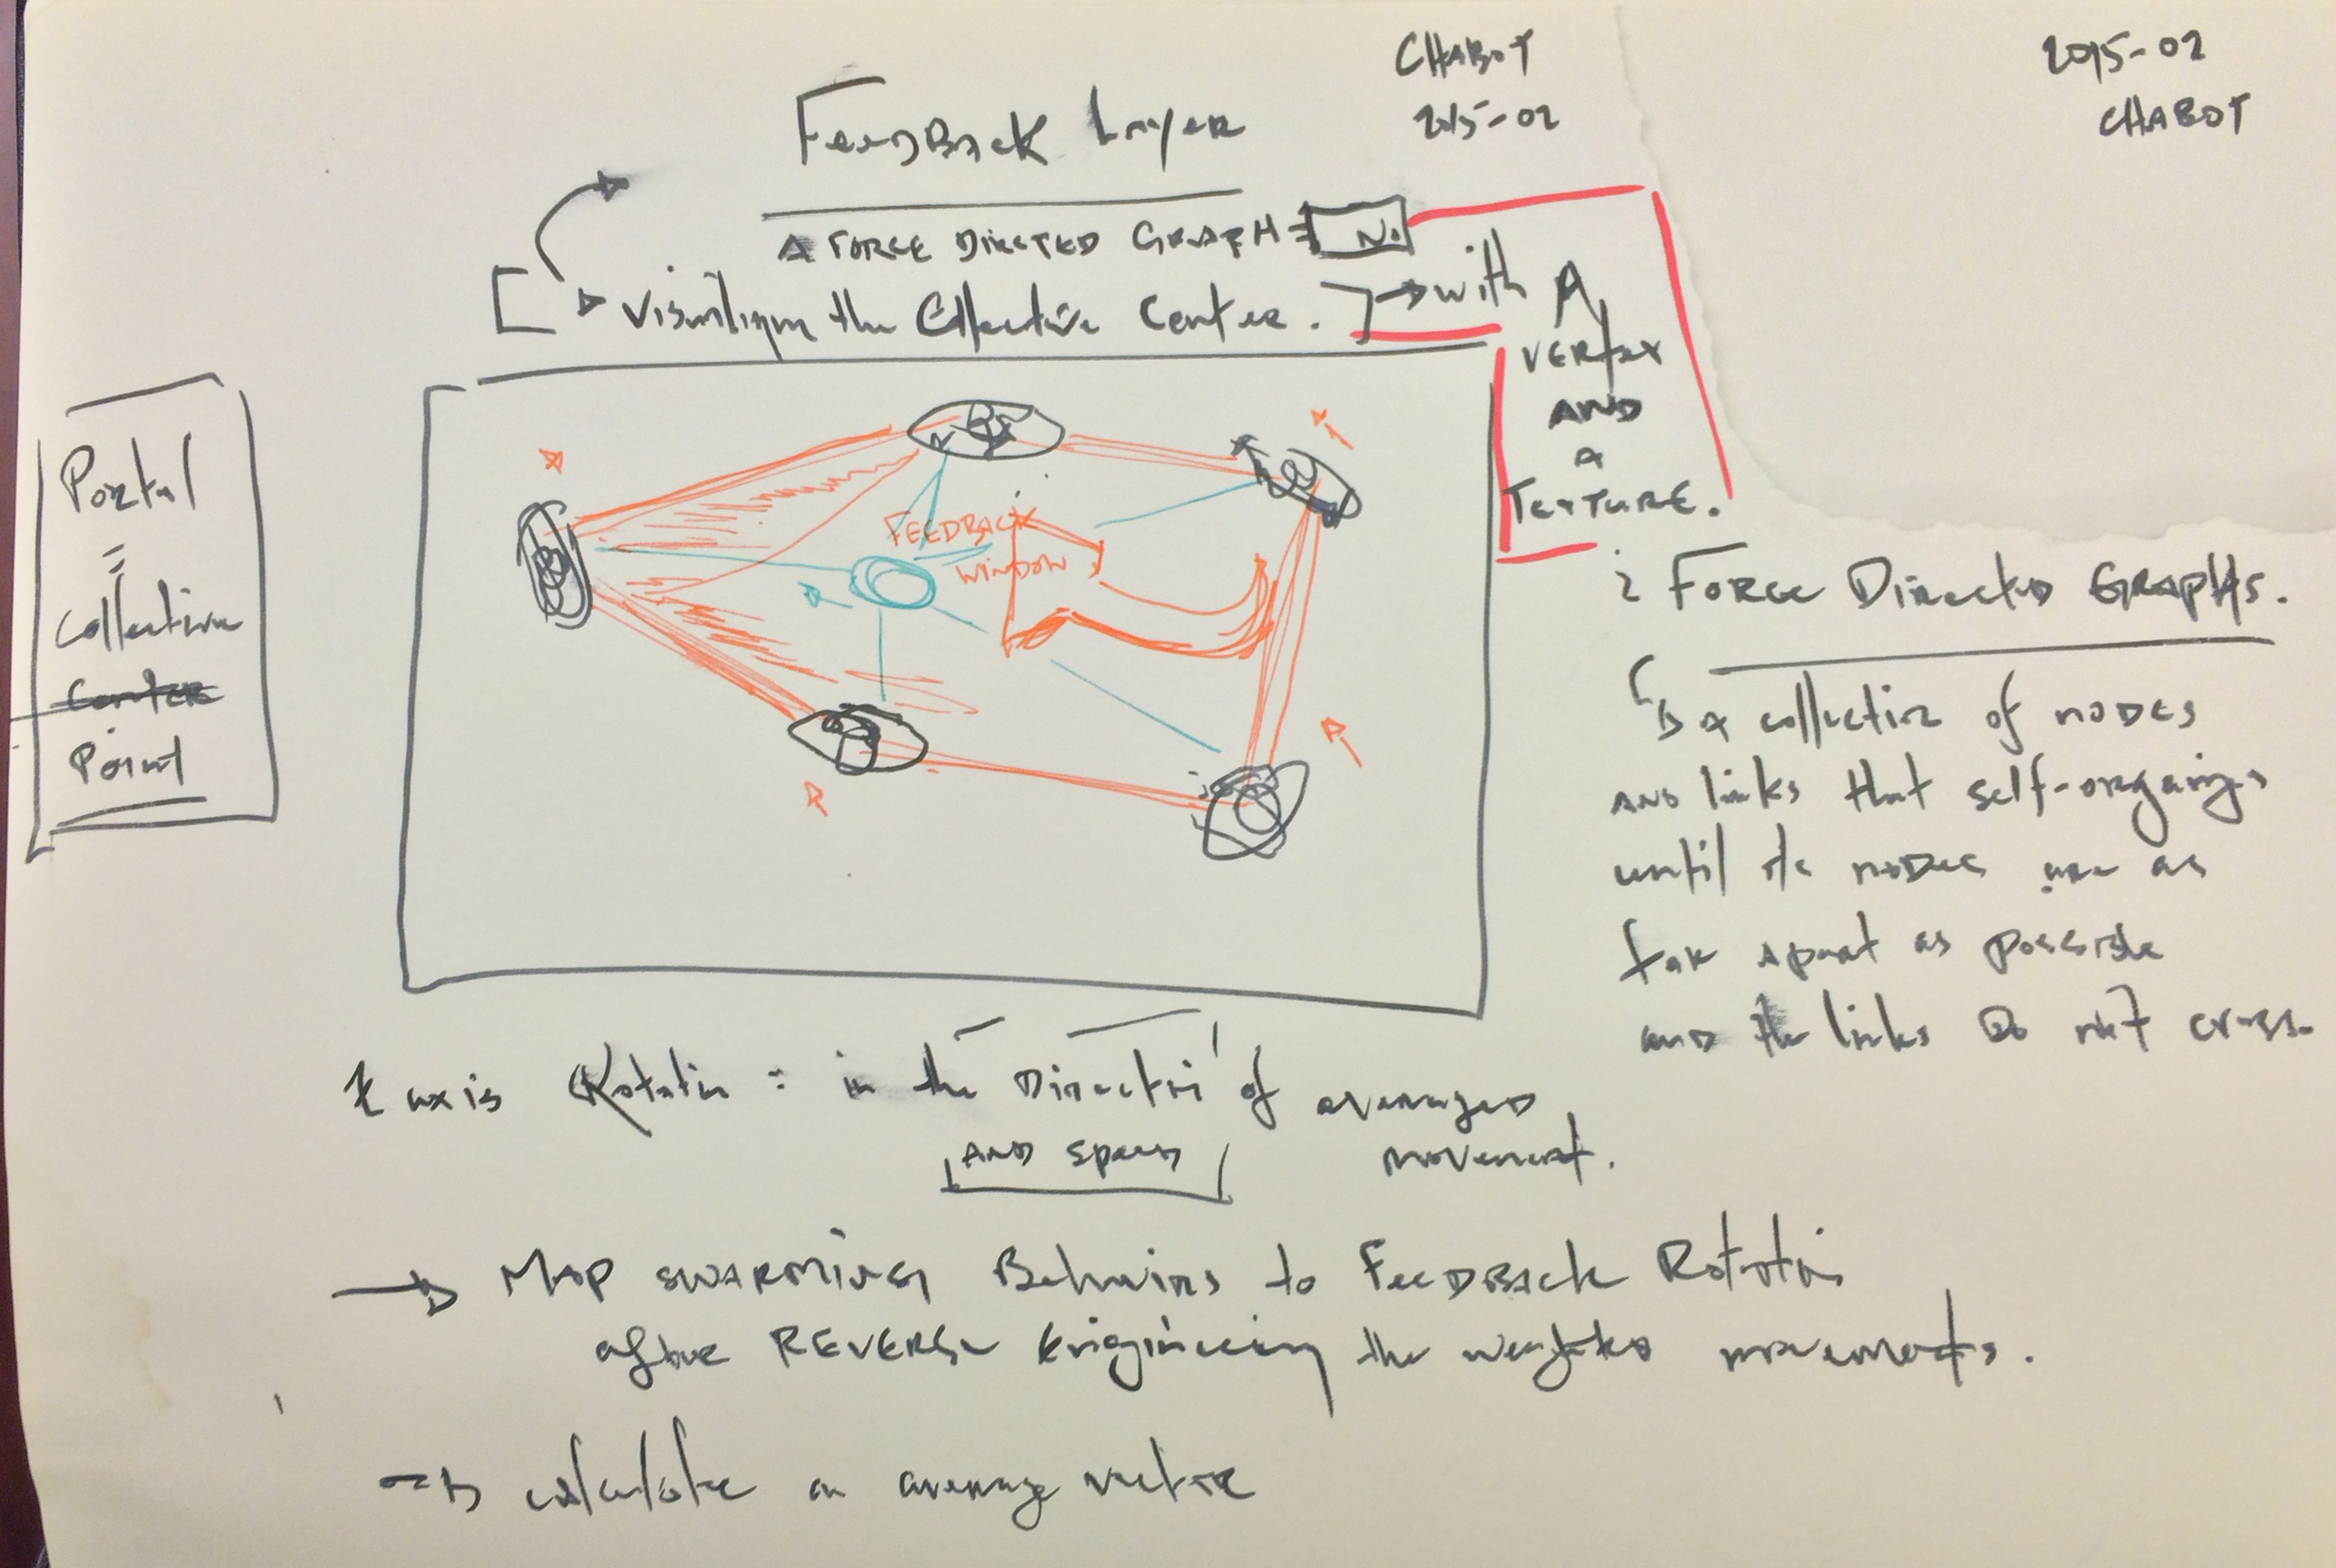 CHABOT
2015-02
2015-02
CHABOT
FeedBack Layer
A FORCE DIRECTED GRAPH = No
Visualizing the Collective Center. → with A
VERTEX
AND
A
TEXTURE.
Portal
=
Collective
Center
Point
FEEDBACK
WINDOW
Force Directed Graphs.
is a collection of nodes
AND links that self-organizes
until its nodes are as
far apart as possible
and the links Do not cross.
Z axis Rotation : in the Direction of averaged
AND Speed
movement.
→ Map SWARMING Behaviors to FEEDBACK Rotation
after REVERSE Engineering the weighted movements.
→ calculate an average vector